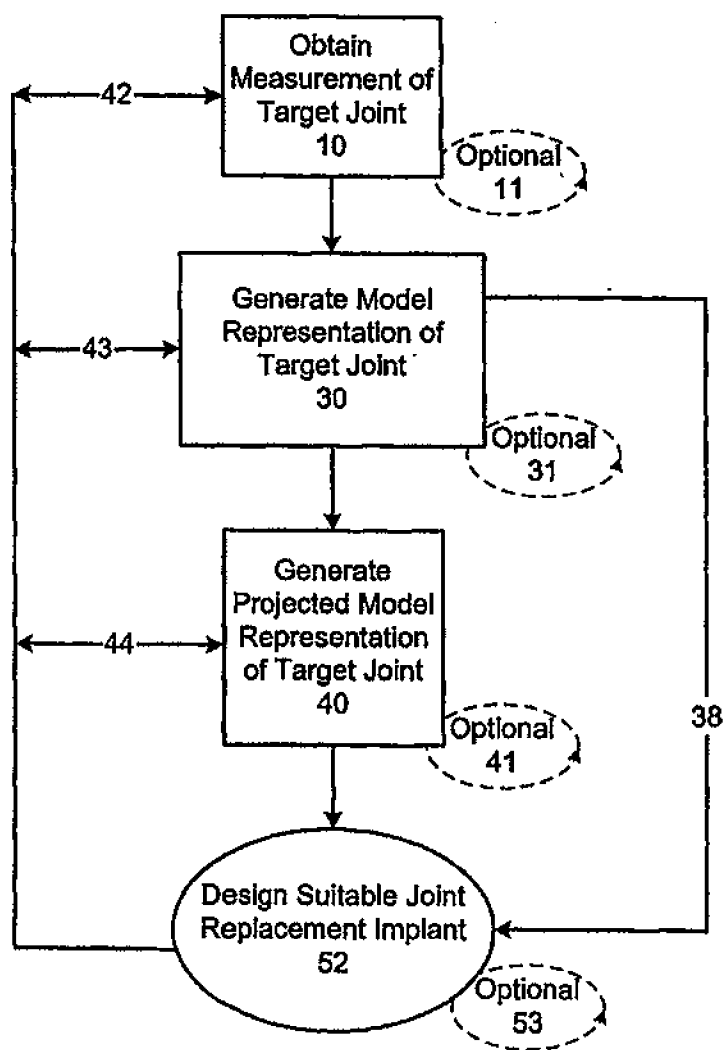 Obtain
Measurement of
Target Joint
10
42
Optional
11
Generate Model
Representation of
Target Joint
30
43
Optional
31
Generate
Projected Model
Representation
of Target Joint
40
44
38
Optional
41
Design Suitable Joint
Replacement Implant
52
Optional
53